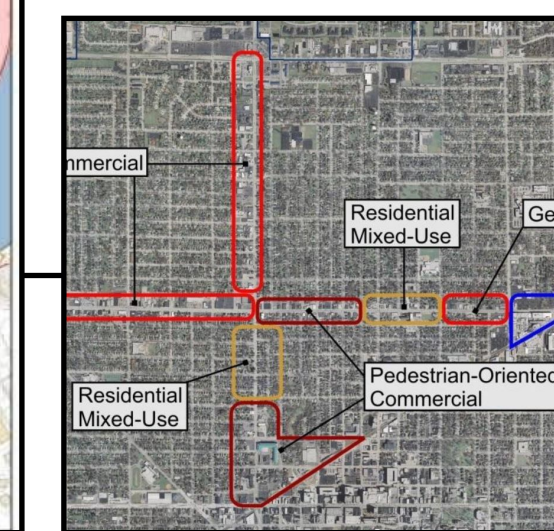 mmercial
Residential
Mixed-Use
Ge
Residential
Mixed-Use
Pedestrian-Oriented
Commercial